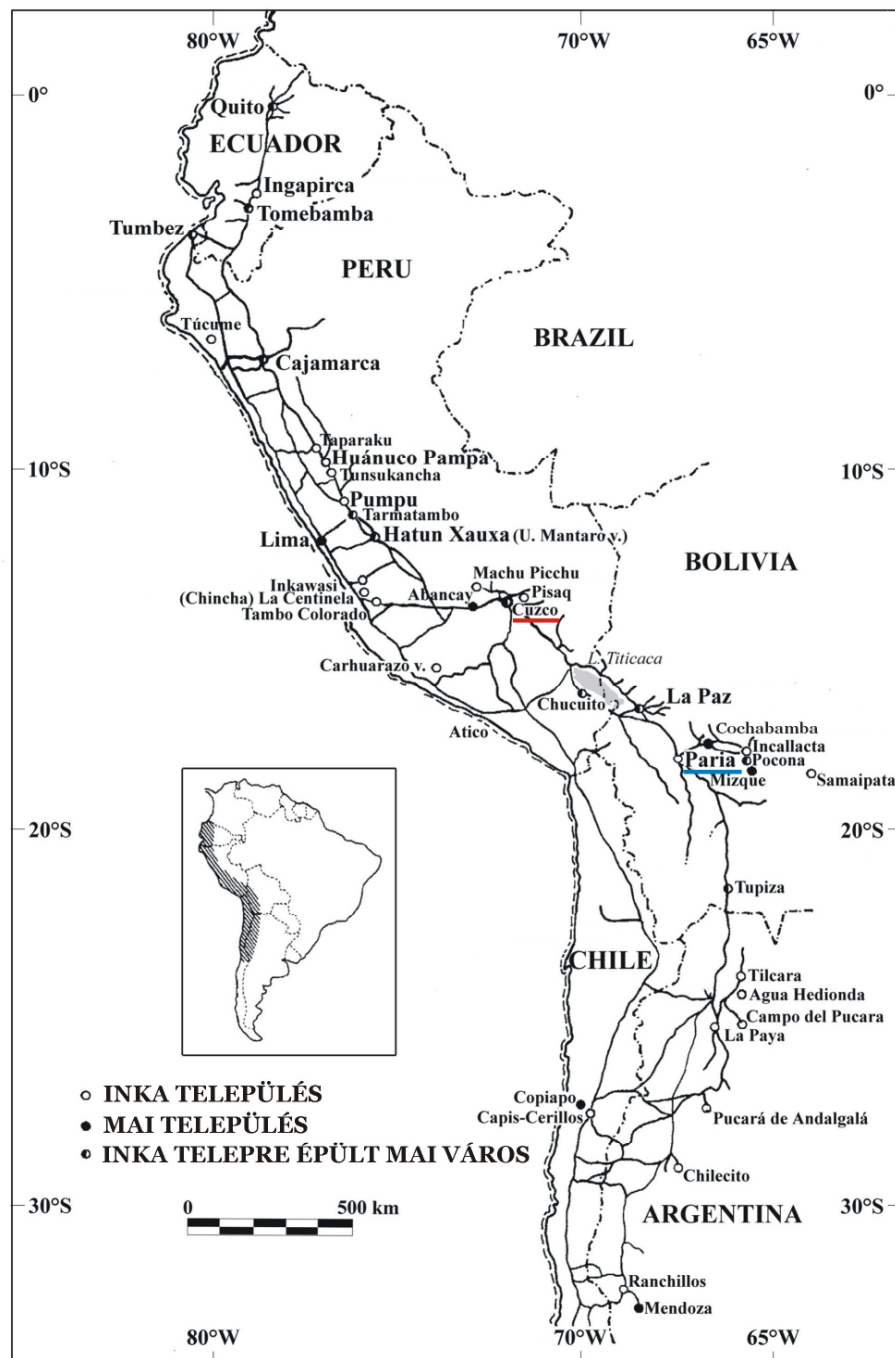 80°W
70°W
65°W
0°
0°
Quito
ECUADOR
Ingapirca
Tomebamba
Tumbez
PERU
Túcume
BRAZIL
Cajamarca
Taparaku
Huánuco Pampa
10°S
10°S
Tunsukancha
Pumpu
Tarmatambo
Lima
Hatun Xauxa (U. Mantaro v.)
BOLIVIA
Machu Picchu
Inkawasi
Abancay
Pisaq
(Chincha) La Centinela
Cuzco
Tambo Colorado
L. Titicaca
Carhuarazo v.
La Paz
Chucuito
Atico
Cochabamba
Incallacta
Paria
Pocona
Mizque
Samaipata
20°S
20°S
Tupiza
CHILE
Tilcara
Agua Hedionda
Campo del Pucara
La Paya
INKA TELEPÜLÉS
Copiapo
Capis-Cerillos
Pucará de Andalgalá
MAI TELEPÜLÉS
INKA TELEPRE ÉPÜLT MAI VÁROS
Chilecito
0
500 km
30°S
ARGENTINA
30°S
Ranchillos
Mendoza
80°W
70°W
65°W